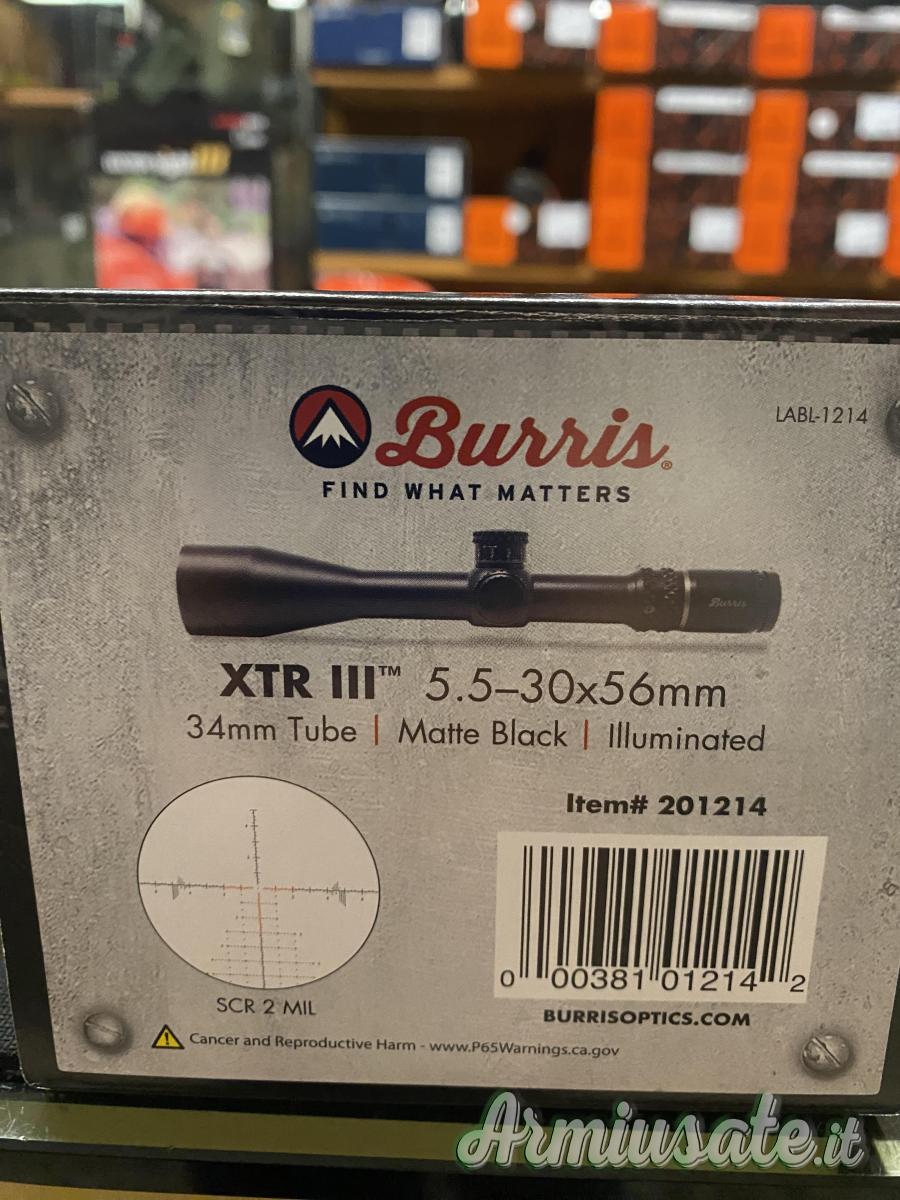 Burris®
LABL-1214
FIND WHAT MATTERS
Burris
XTR III™ 5.5–30x56mm
34mm Tube | Matte Black | Illuminated
Item# 201214
0 00381 01214 2
SCR 2 MIL
BURRISOPTICS.COM
Cancer and Reproductive Harm - www.P65Warnings.ca.gov
Armiusate.it